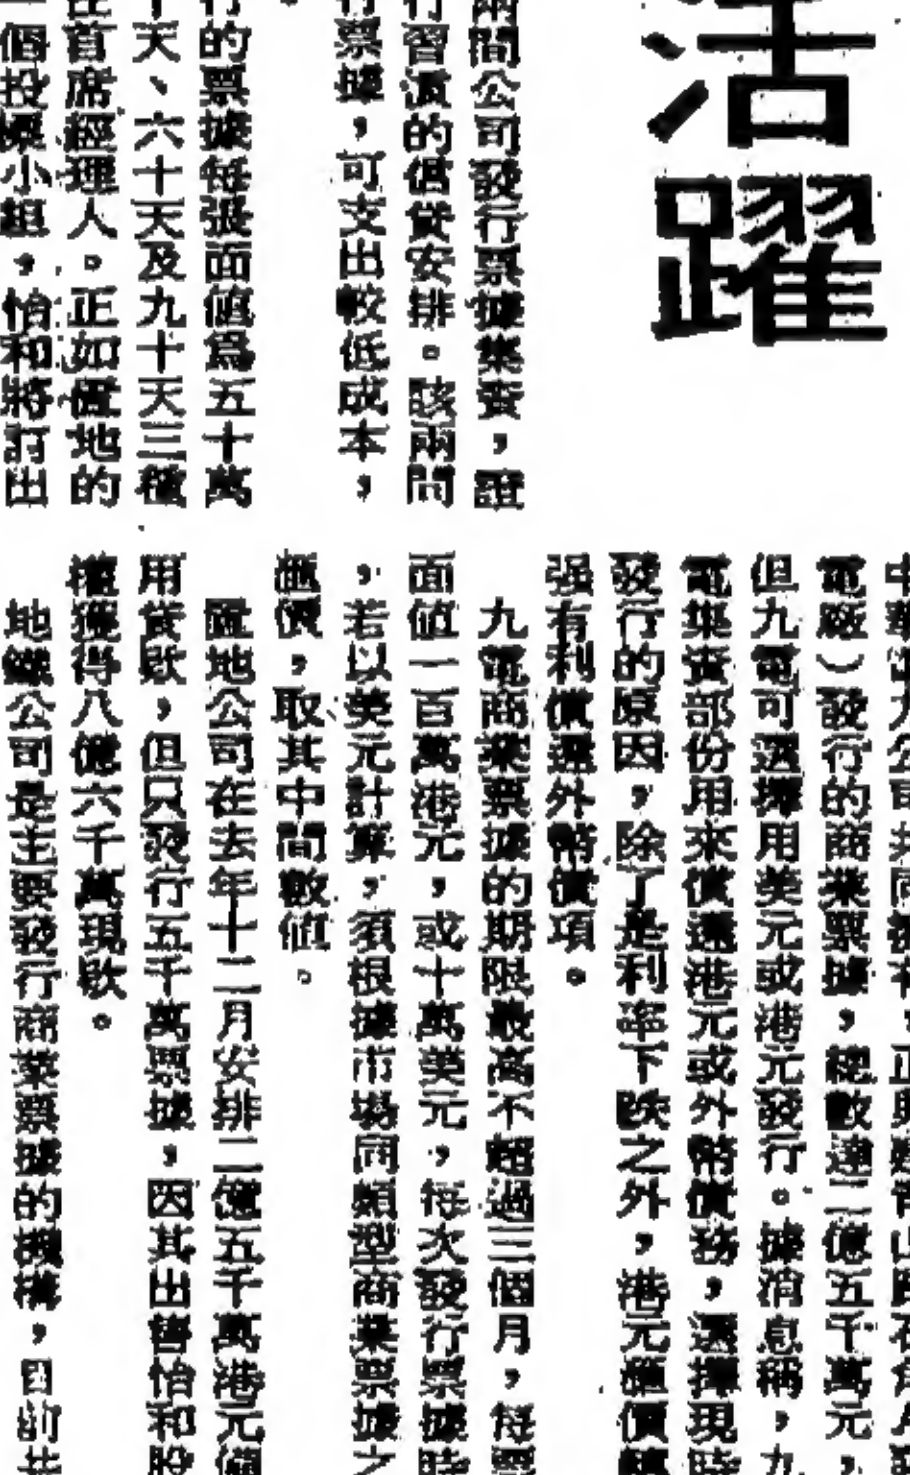 活躍
兩間公司發行票據集資，證
行習慣的借貸安排。該兩間
行票據，可支出較低成本，
。
行的票據每張面值爲五十萬
十天、六十天及九十天三種
任首席經理人。正如置地的
一個投標小組，怡和將訂出
電廠）發行的商業票據，總數達二億五千萬元，
但九電可選擇用美元或港元發行。據消息稱，九
電集資部份用來償還港元或外幣債務，選擇現時
發行的原因，除了是利率下跌之外，港元匯價
强有利償還外幣債項。
九電商業票據的期限最高不超過三個月，每票
面值一百萬港元，或十萬美元，每次發行票據時
，若以美元計算，須根據市場同類型商業票據之
匯價，取其中間數值。
置地公司在去年十二月安排二億五千萬港元備
用貸款，但只發行五千萬票據，因其出售怡和股
權獲得八億六千萬現款。
地鐵公司是主要發行商業票據的機構，目前共